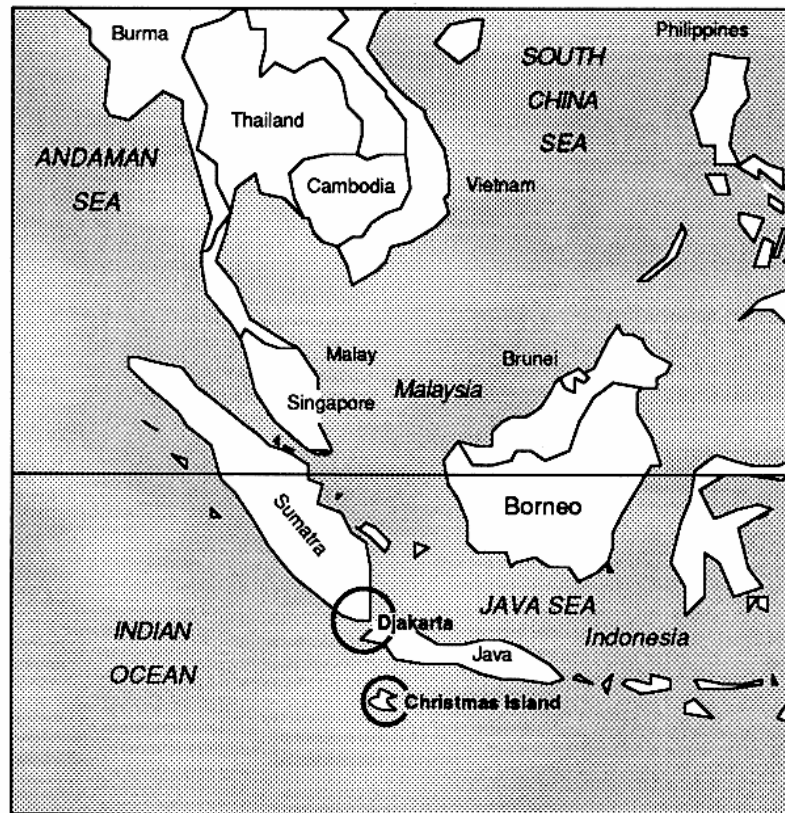 Burma
Philippines
SOUTH
CHINA
SEA
Thailand
ANDAMAN
SEA
Cambodia
Vietnam
Malay
Brunei
Malaysia
Singapore
Borneo
Sumatra
JAVA SEA
Djakarta
INDIAN
OCEAN
Indonesia
Java
Christmas Island